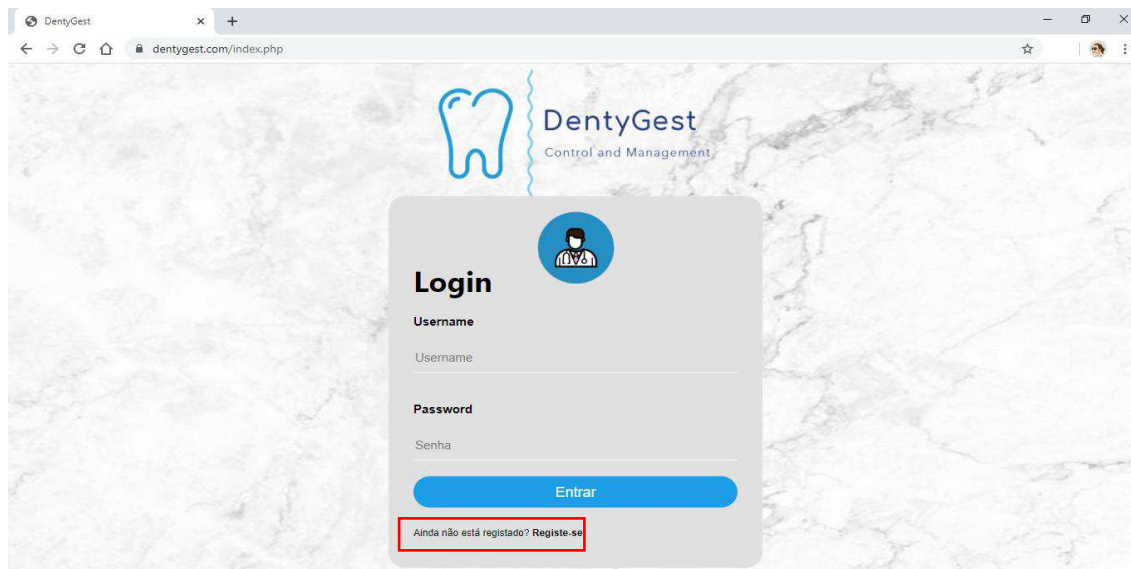 DentyGest
dentygest.com/index.php
DentyGest
Control and Management
Login
Username
Username
Password
Senha
Entrar
Ainda não está registado? Registe-se